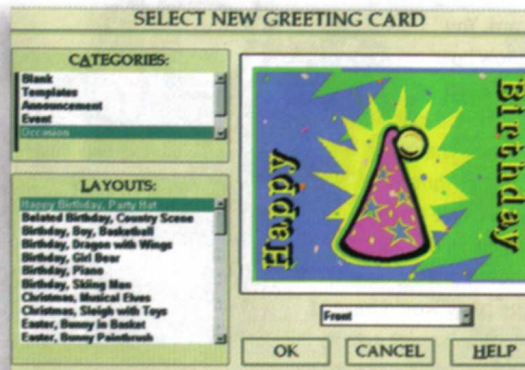 SELECT NEW GREETING CARD
CATEGORIES:
Blank
Templates
Announcement
Event
Occasion
LAYOUTS:
Happy Birthday, Party Hat
Belated Birthday, Country Scene
Birthday, Boy, Basketball
Birthday, Dragon with Wings
Birthday, Girl Bear
Birthday, Piano
Birthday, Skiing Man
Christmas, Musical Elves
Christmas, Sleigh with Toys
Easter, Bunny in Basket
Easter, Bunny Paintbrush
Happy
Birthday
Front
OK
CANCEL
HELP